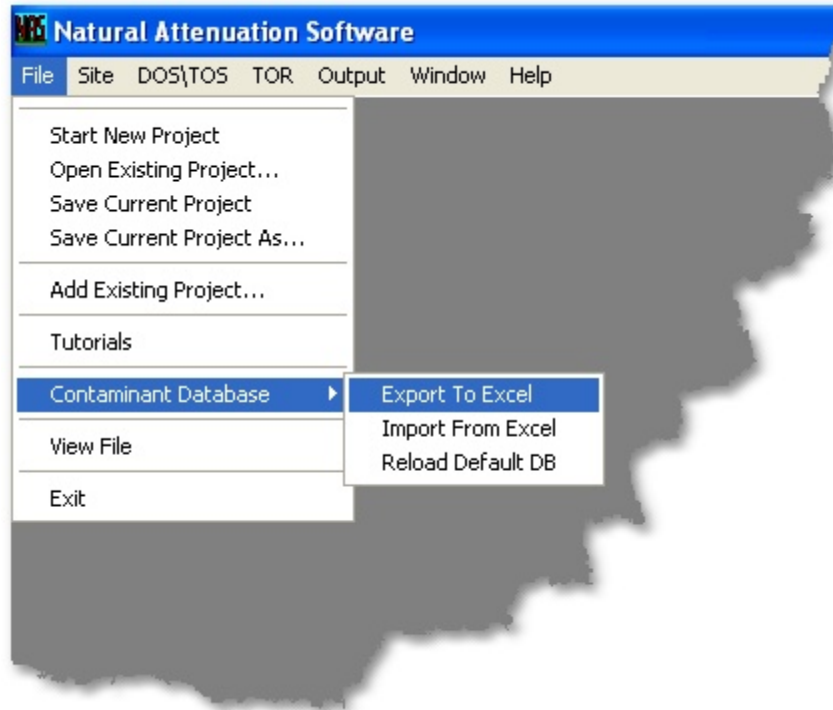 NAS Natural Attenuation Software
File Site DOS\TOS TOR Output Window Help
Start New Project
Open Existing Project...
Save Current Project
Save Current Project As...
Add Existing Project...
Tutorials
Contaminant Database
Export To Excel
Import From Excel
Reload Default DB
View File
Exit